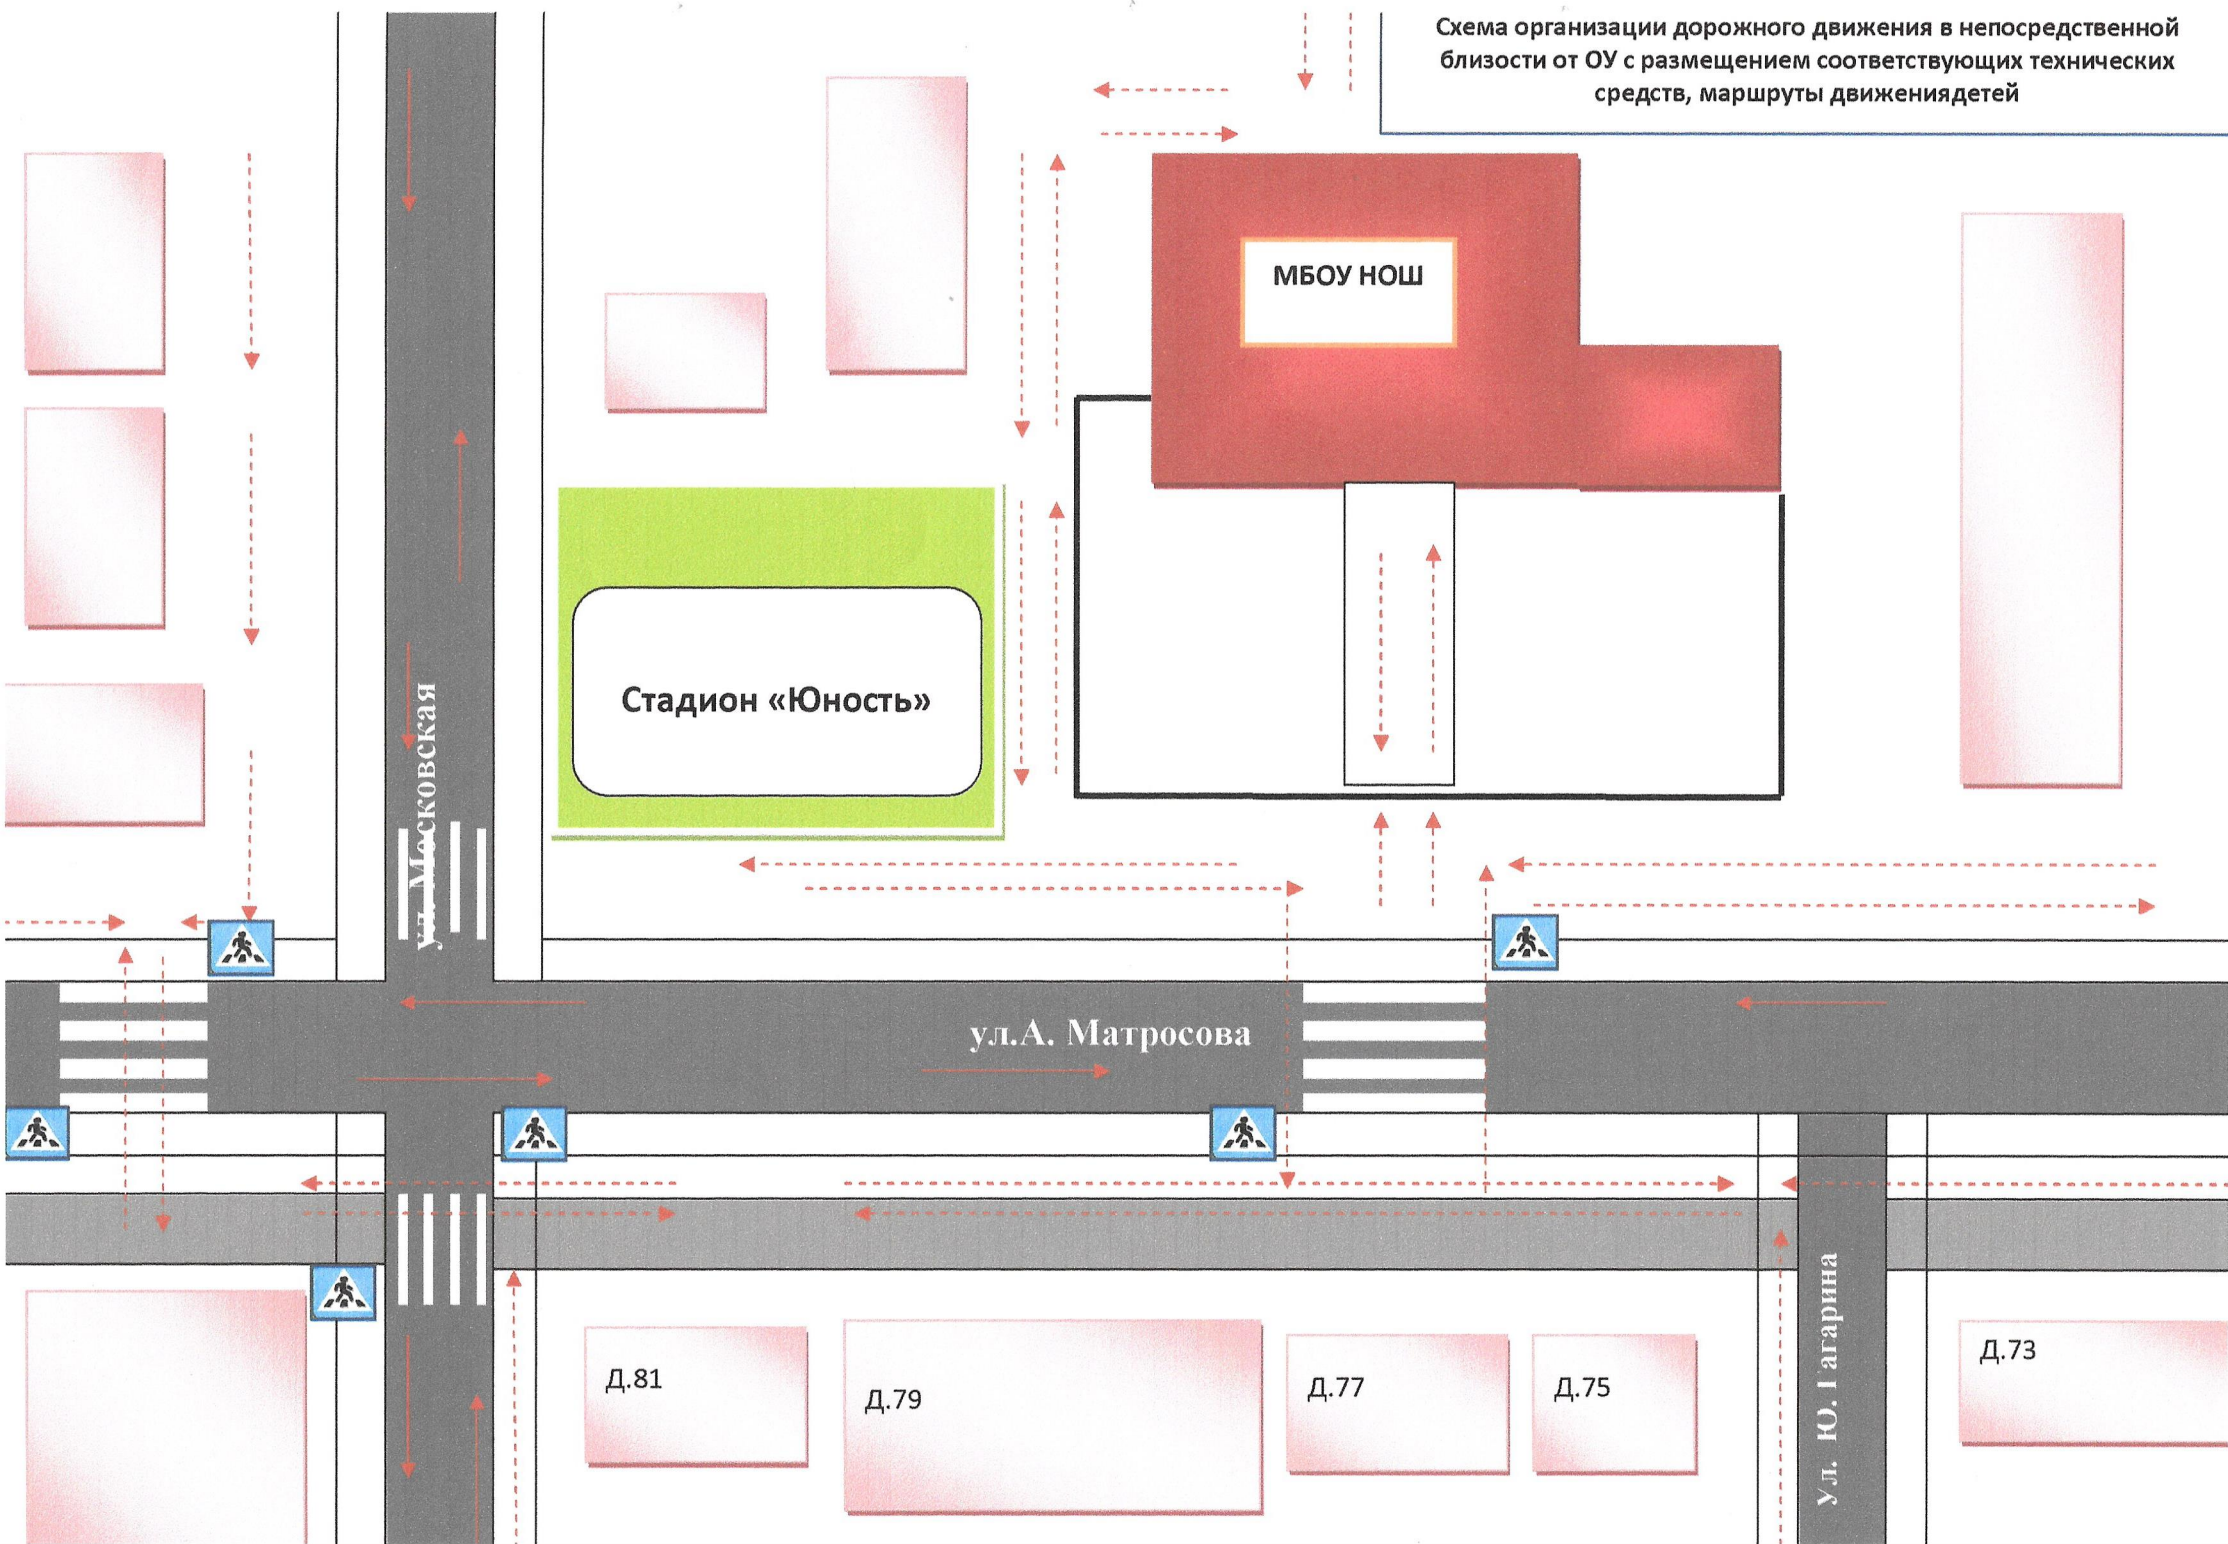 Схема организации дорожного движения в непосредственной
близости от ОУ с размещением соответствующих технических
средств, маршруты движениядетей
МБОУ НОШ
Стадион «Юность»
ул. Московская
ул.А. Матросова
Ул. Ю. Гагарина
Д.81
Д.79
Д.77
Д.75
Д.73